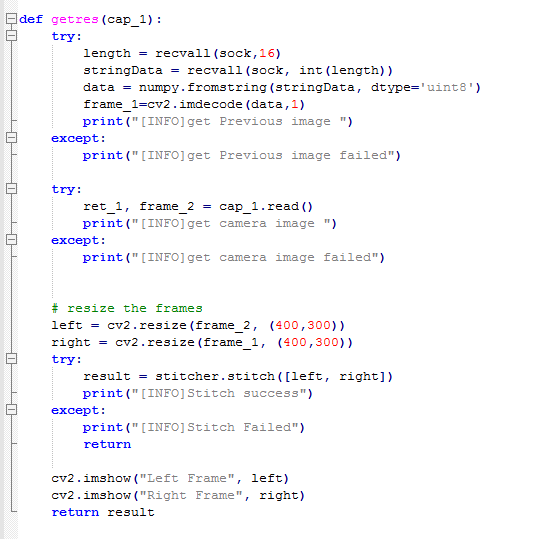 def getres(cap_1):
    try:
        length = recvall(sock,16)
        stringData = recvall(sock, int(length))
        data = numpy.fromstring(stringData, dtype='uint8')
        frame_1=cv2.imdecode(data,1)
        print("[INFO]get Previous image ")
    except:
        print("[INFO]get Previous image failed")

    try:
        ret_1, frame_2 = cap_1.read()
        print("[INFO]get camera image ")
    except:
        print("[INFO]get camera image failed")


    # resize the frames
    left = cv2.resize(frame_2, (400,300))
    right = cv2.resize(frame_1, (400,300))
    try:
        result = stitcher.stitch([left, right])
        print("[INFO]Stitch success")
    except:
        print("[INFO]Stitch Failed")
        return

    cv2.imshow("Left Frame", left)
    cv2.imshow("Right Frame", right)
    return result